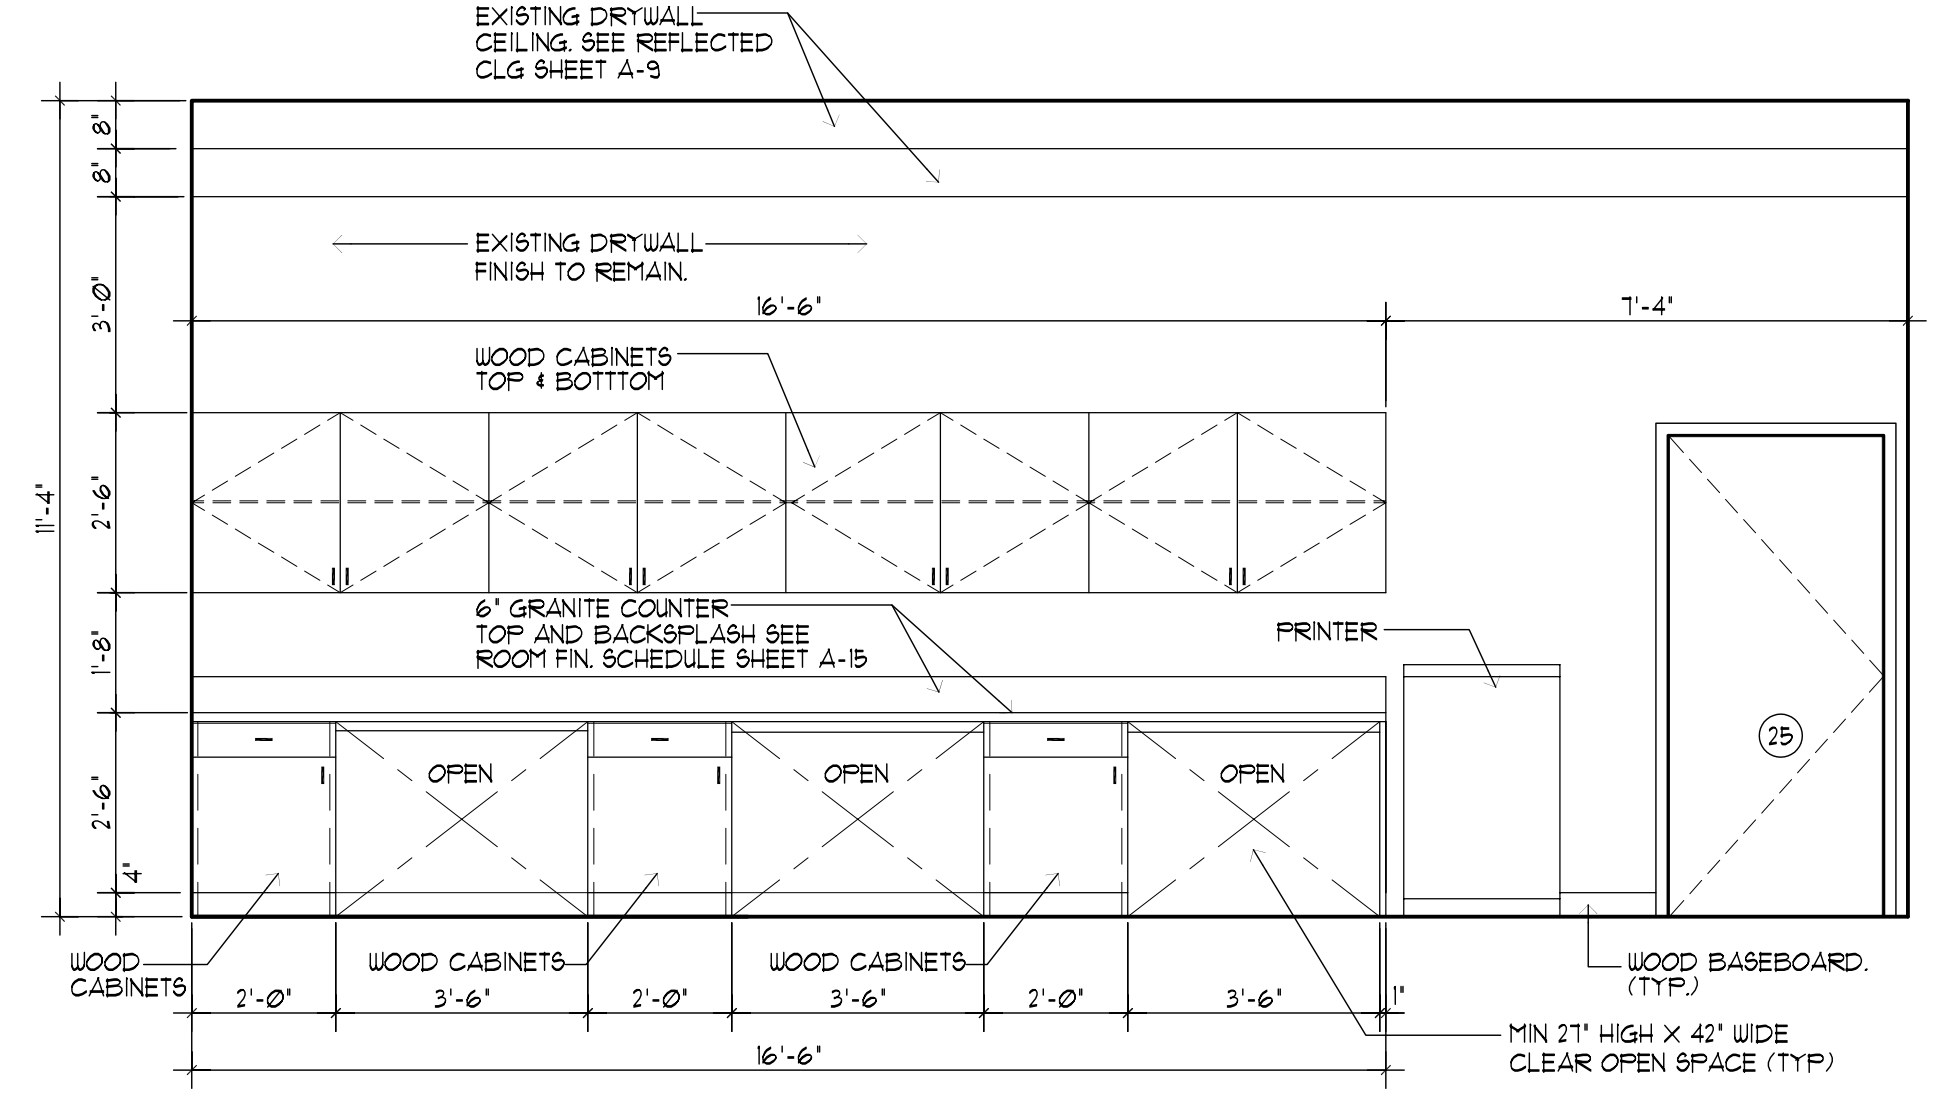 EXISTING DRYWALL
CEILING. SEE REFLECTED
CLG SHEET A-9
8"
8"
EXISTING DRYWALL
FINISH TO REMAIN.
3'-0"
16'-6"
7'-4"
WOOD CABINETS
TOP & BOTTTOM
11'-4"
2'-6"
6" GRANITE COUNTER
TOP AND BACKSPLASH SEE
ROOM FIN. SCHEDULE SHEET A-15
PRINTER
1'-8"
25
OPEN
OPEN
OPEN
2'-6"
4"
WOOD
CABINETS
WOOD CABINETS
WOOD CABINETS
WOOD BASEBOARD.
(TYP.)
2'-0"
3'-6"
2'-0"
3'-6"
2'-0"
3'-6"
1"
MIN 27" HIGH X 42" WIDE
CLEAR OPEN SPACE (TYP)
16'-6"